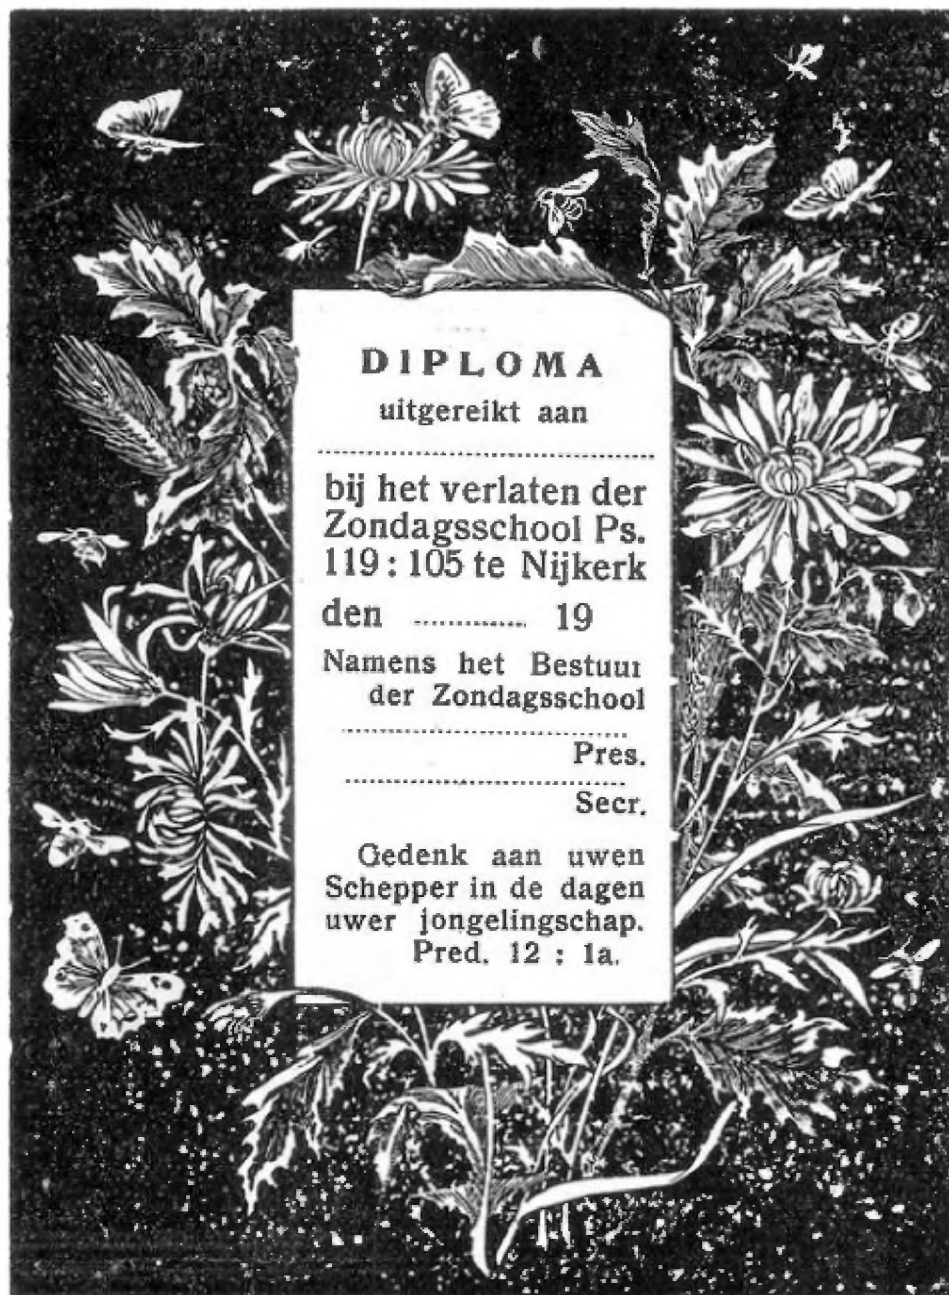 DIPLOMA
uitgereikt aan
bij het verlaten der
Zondagsschool Ps.
119 : 105 te Nijkerk
den ............ 19
Namens het Bestuur
der Zondagsschool
Pres.
Secr.
Gedenk aan uwen
Schepper in de dagen
uwer jongelingschap.
Pred. 12 : 1a.